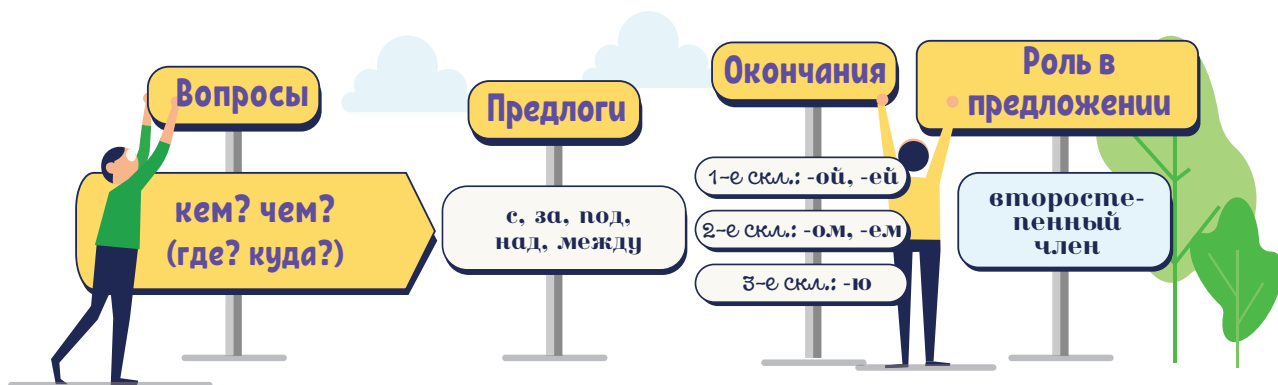 Вопросы
кем? чем?
(где? куда?)
Предлоги
с, за, под,
над, между
Окончания
1-е скл.: -ой, -ей
2-е скл.: -ом, -ем
3-е скл.: -ю
Роль в
предложении
второсте-
пенный
член